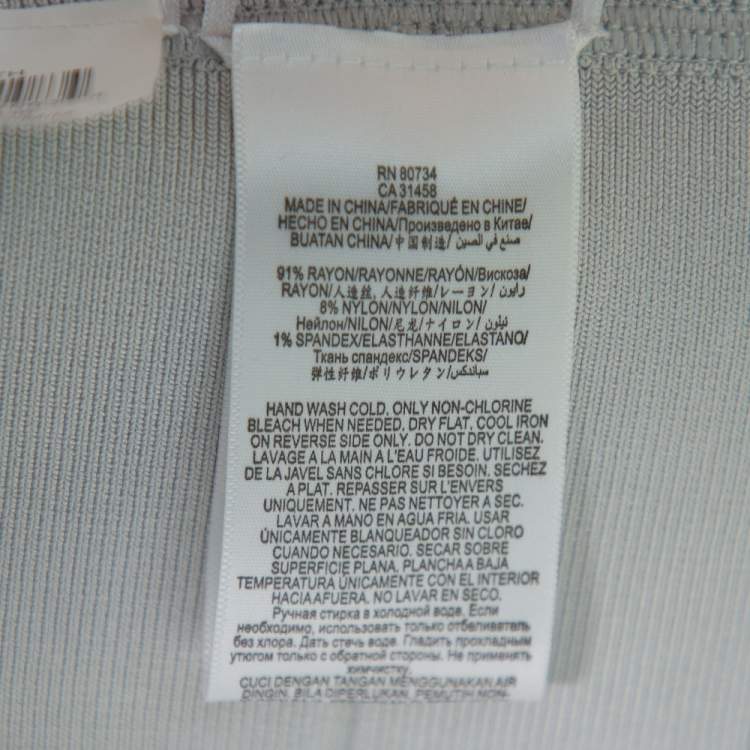 RN 80734
CA 31458
MADE IN CHINA/FABRIQUÉ EN CHINE/
HECHO EN CHINA/Произведено в Китае/
BUATAN CHINA/中国制造/ صنع في الصين/
91% RAYON/RAYONNE/RAYÓN/Вискоза/
RAYON/人造丝, 人造纤维/レーヨン/ رايون/
8% NYLON/NYLON/NILON/
Нейлон/NILON/尼龙/ナイロン/ نيلون/
1% SPANDEX/ELASTHANNE/ELASTANO/
Ткань спандекс/SPANDEKS/
弹性纤维/ポリウレタン/ سباندكس/
HAND WASH COLD, ONLY NON-CHLORINE
BLEACH WHEN NEEDED, DRY FLAT, COOL IRON
ON REVERSE SIDE ONLY. DO NOT DRY CLEAN.
LAVAGE A LA MAIN A L'EAU FROIDE. UTILISEZ
DE LA JAVEL SANS CHLORE SI BESOIN. SECHEZ
A PLAT. REPASSER SUR L'ENVERS
UNIQUEMENT. NE PAS NETTOYER A SEC.
LAVAR A MANO EN AGUA FRIA. USAR
ÚNICAMENTE BLANQUEADOR SIN CLORO
CUANDO NECESARIO. SECAR SOBRE
SUPERFICIE PLANA. PLANCHA A BAJA
TEMPERATURA ÚNICAMENTE CON EL INTERIOR
HACIA AFUERA. NO LAVAR EN SECO.
Ручная стирка в холодной воде. Если
необходимо, использовать только отбеливатель
без хлора. Дать стечь воде. Гладить прохладным
утюгом только с обратной стороны. Не применять
химчистку.
CUCI DENGAN TANGAN MENGGUNAKAN AIR
DINGIN. BILA DIPERLUKAN, PEMUTIH NON-